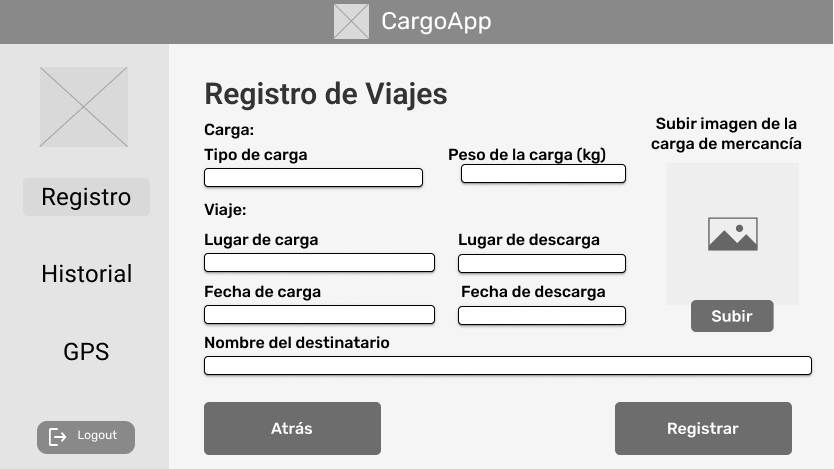 CargoApp
Registro
Historial
GPS
Logout
Registro de Viajes
Carga:
Tipo de carga
Peso de la carga (kg)
Viaje:
Lugar de carga
Lugar de descarga
Fecha de carga
Fecha de descarga
Nombre del destinatario
Subir imagen de la
carga de mercancía
Subir
Atrás
Registrar